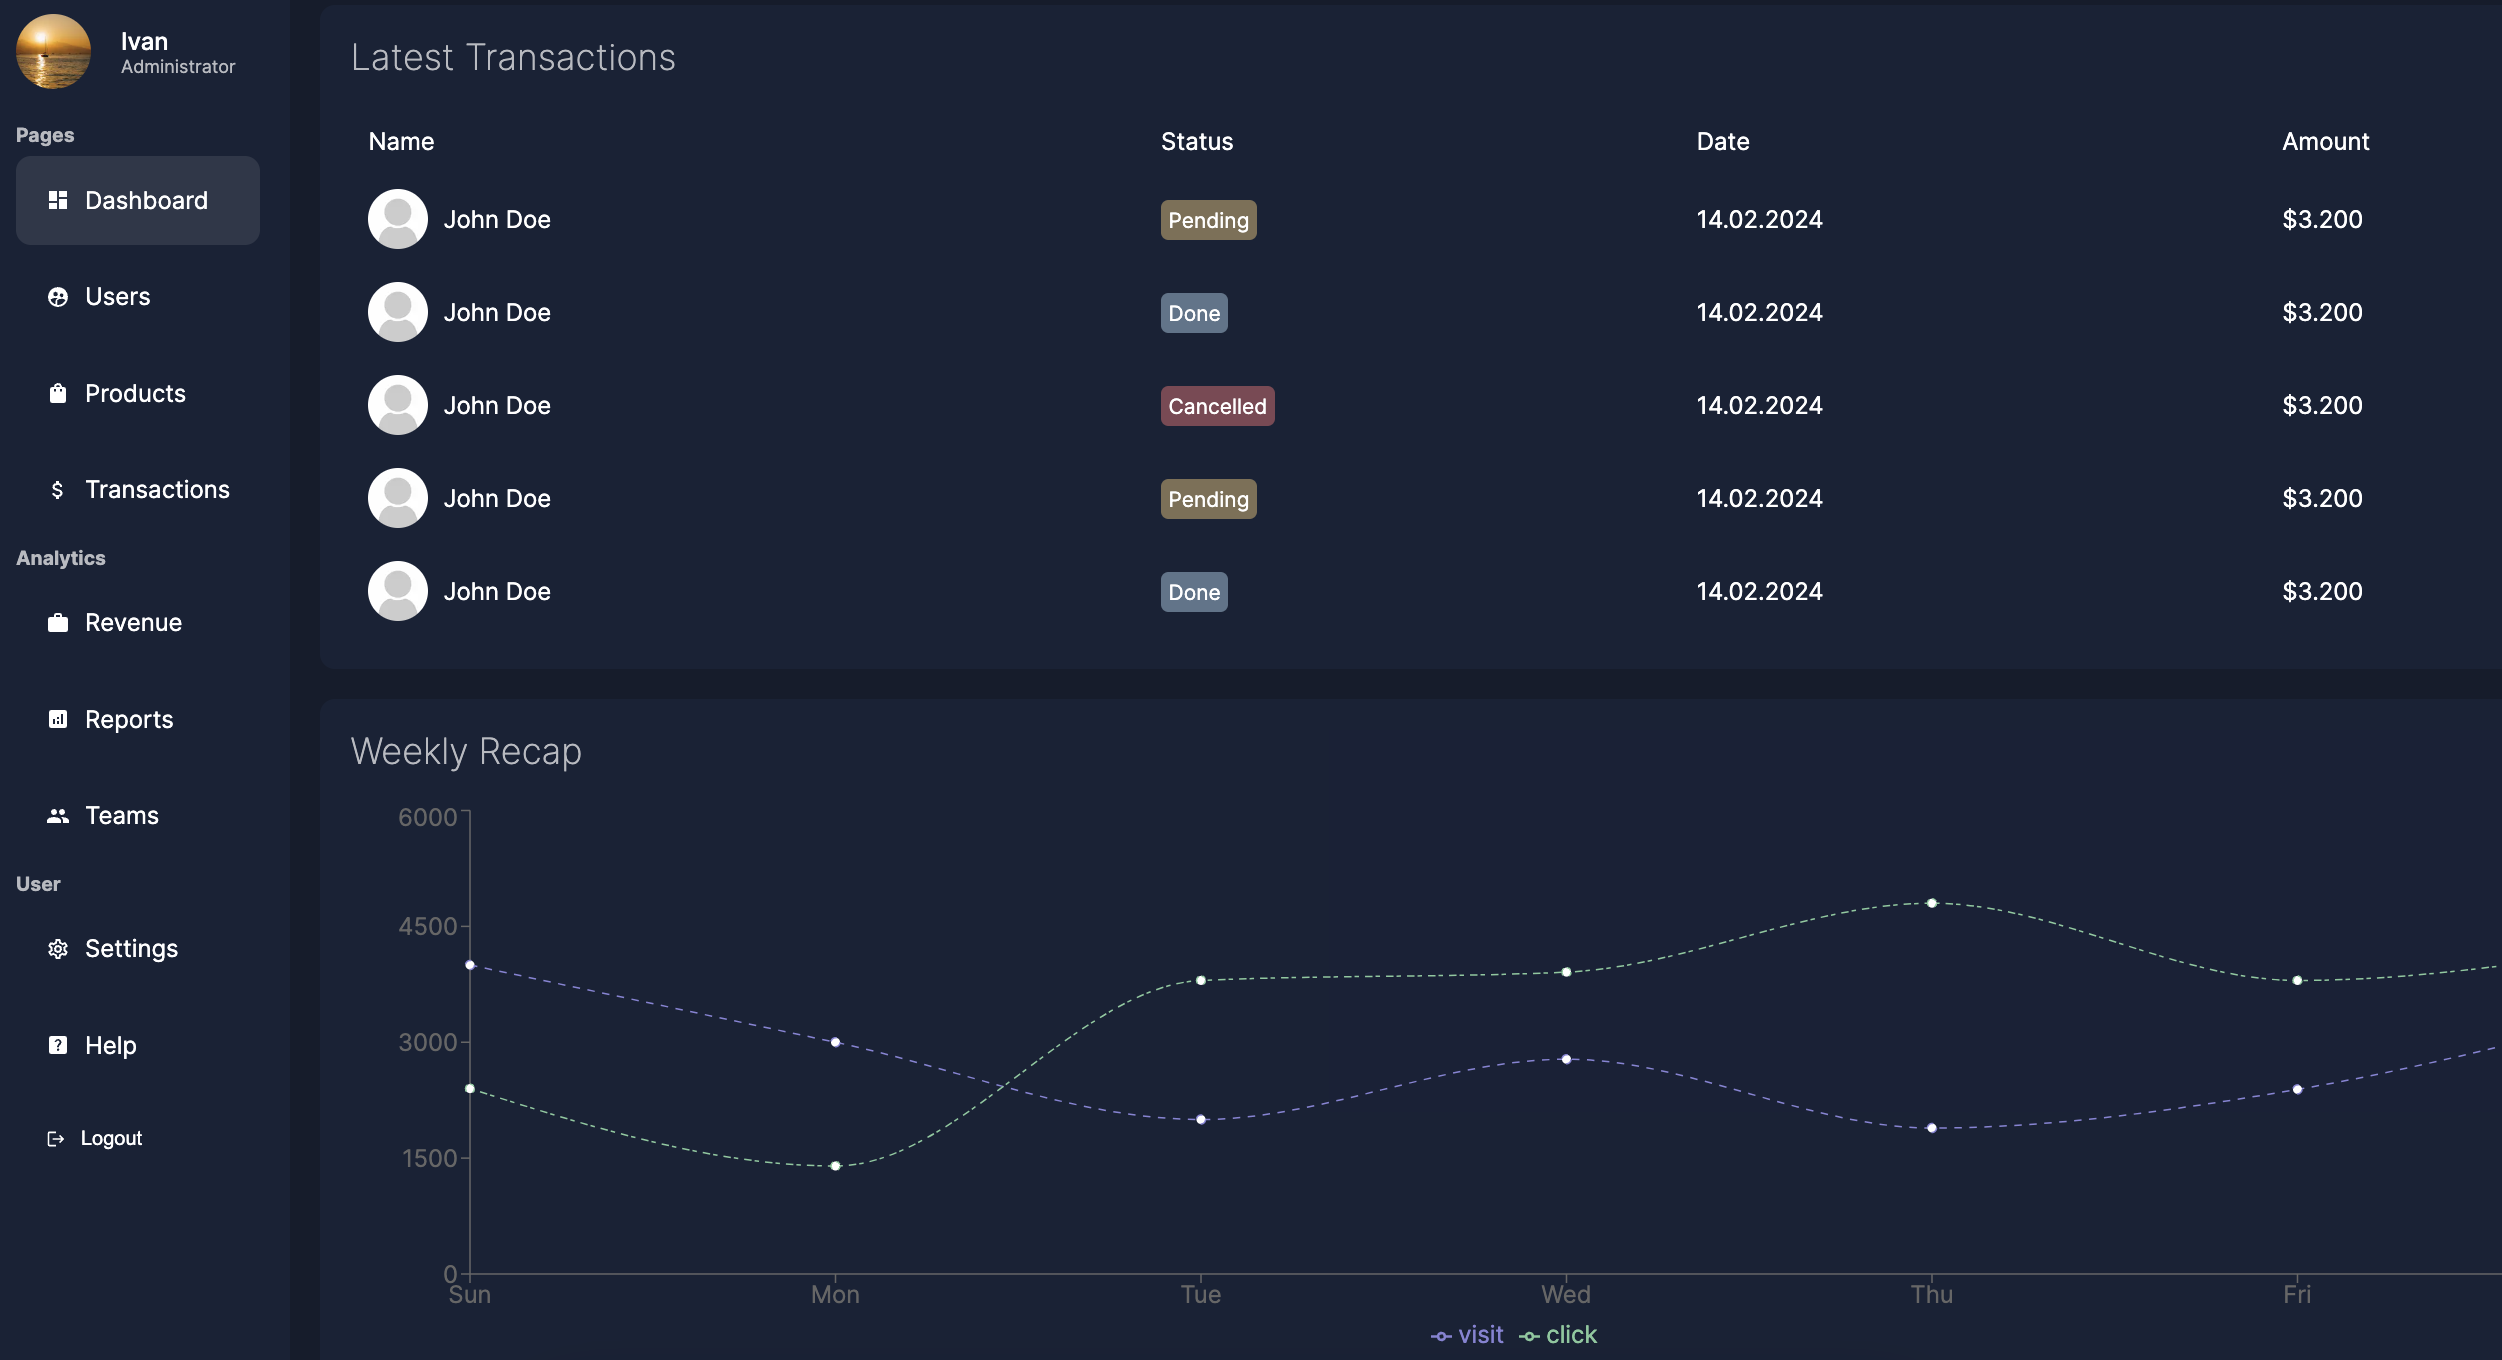 Ivan
Administrator
Pages
Dashboard
Users
Products
Transactions
Analytics
Revenue
Reports
Teams
User
Settings
Help
Logout
Latest Transactions
Name Status Date Amount
John Doe Pending 14.02.2024 $3.200
John Doe Done 14.02.2024 $3.200
John Doe Cancelled 14.02.2024 $3.200
John Doe Pending 14.02.2024 $3.200
John Doe Done 14.02.2024 $3.200
Weekly Recap
6000
4500
3000
1500
0
Sun Mon Tue Wed Thu Fri
visit click